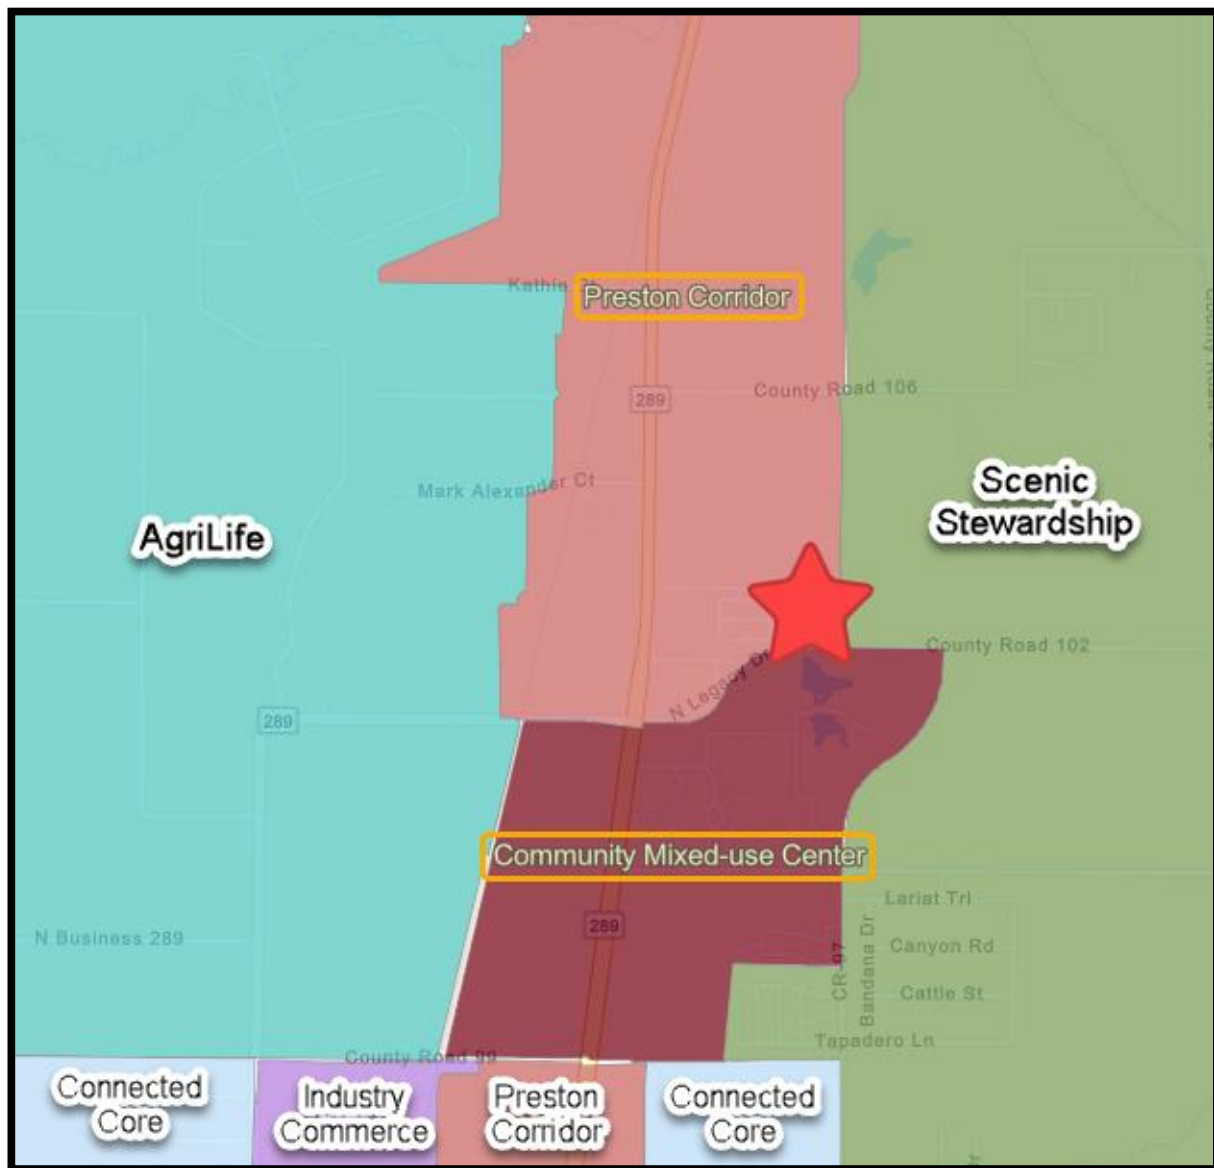 Kathie Ct
Preston Corridor
County Road 106
289
Mark Alexander Ct
Scenic
Stewardship
AgriLife
County Road 102
N Legacy Dr
289
Community Mixed-use Center
Lariat Trl
289
N Business 289
Canyon Rd
CR-97
Bandana Dr
Cattle St
Tapadero Ln
County Road 99
Connected
Core
Industry
Commerce
Preston
Corridor
Connected
Core